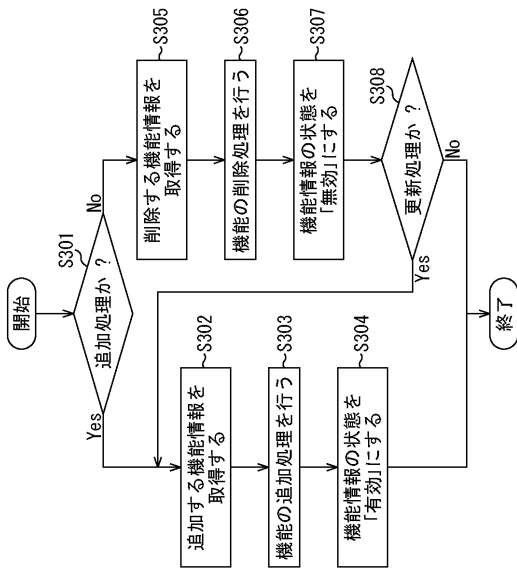 開始
S301
追加処理か？
Yes
No
S302
追加する機能情報を
取得する
S303
機能の追加処理を行う
S304
機能情報の状態を
「有効」にする
S305
削除する機能情報を
取得する
S306
機能の削除処理を行う
S307
機能情報の状態を
「無効」にする
S308
更新処理か？
Yes
No
終了